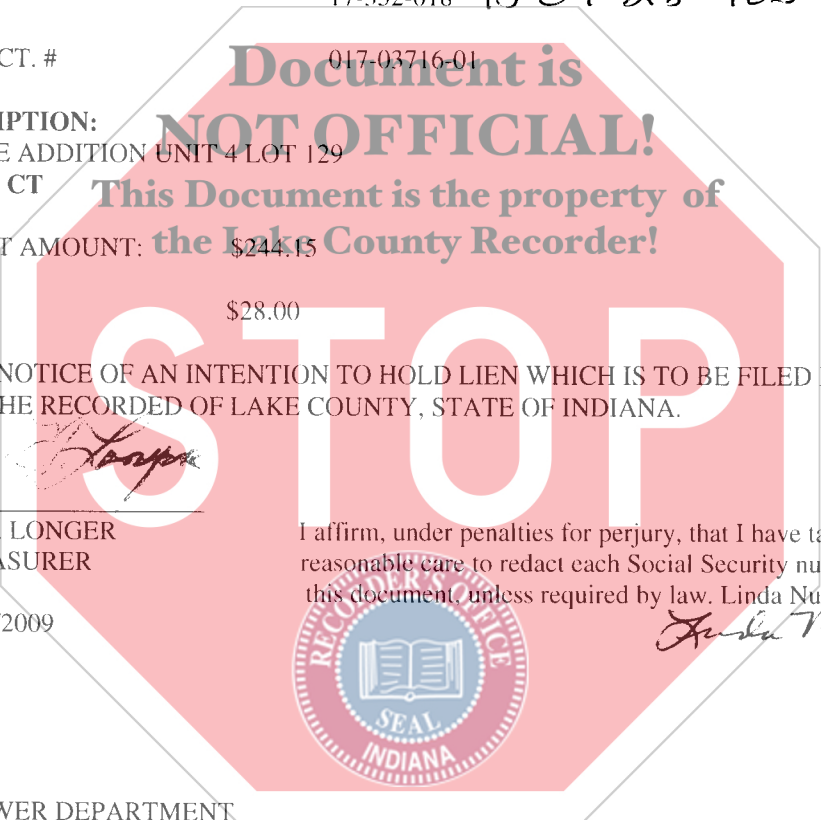 17-332-018
CT. # 017-03716-01
Document is
IPTION:
NOT OFFICIAL!
E ADDITION UNIT 4 LOT 129
CT
This Document is the property of
T AMOUNT: $244.15
the Lake County Recorder!
$28.00
STOP
NOTICE OF AN INTENTION TO HOLD LIEN WHICH IS TO BE FILED
HE RECORDED OF LAKE COUNTY, STATE OF INDIANA.
LONGER
ASURER
I affirm, under penalties for perjury, that I have ta
reasonable care to redact each Social Security nu
this document, unless required by law. Linda Nu
/2009
RECORDER'S OFFICE
SEAL
INDIANA
WER DEPARTMENT